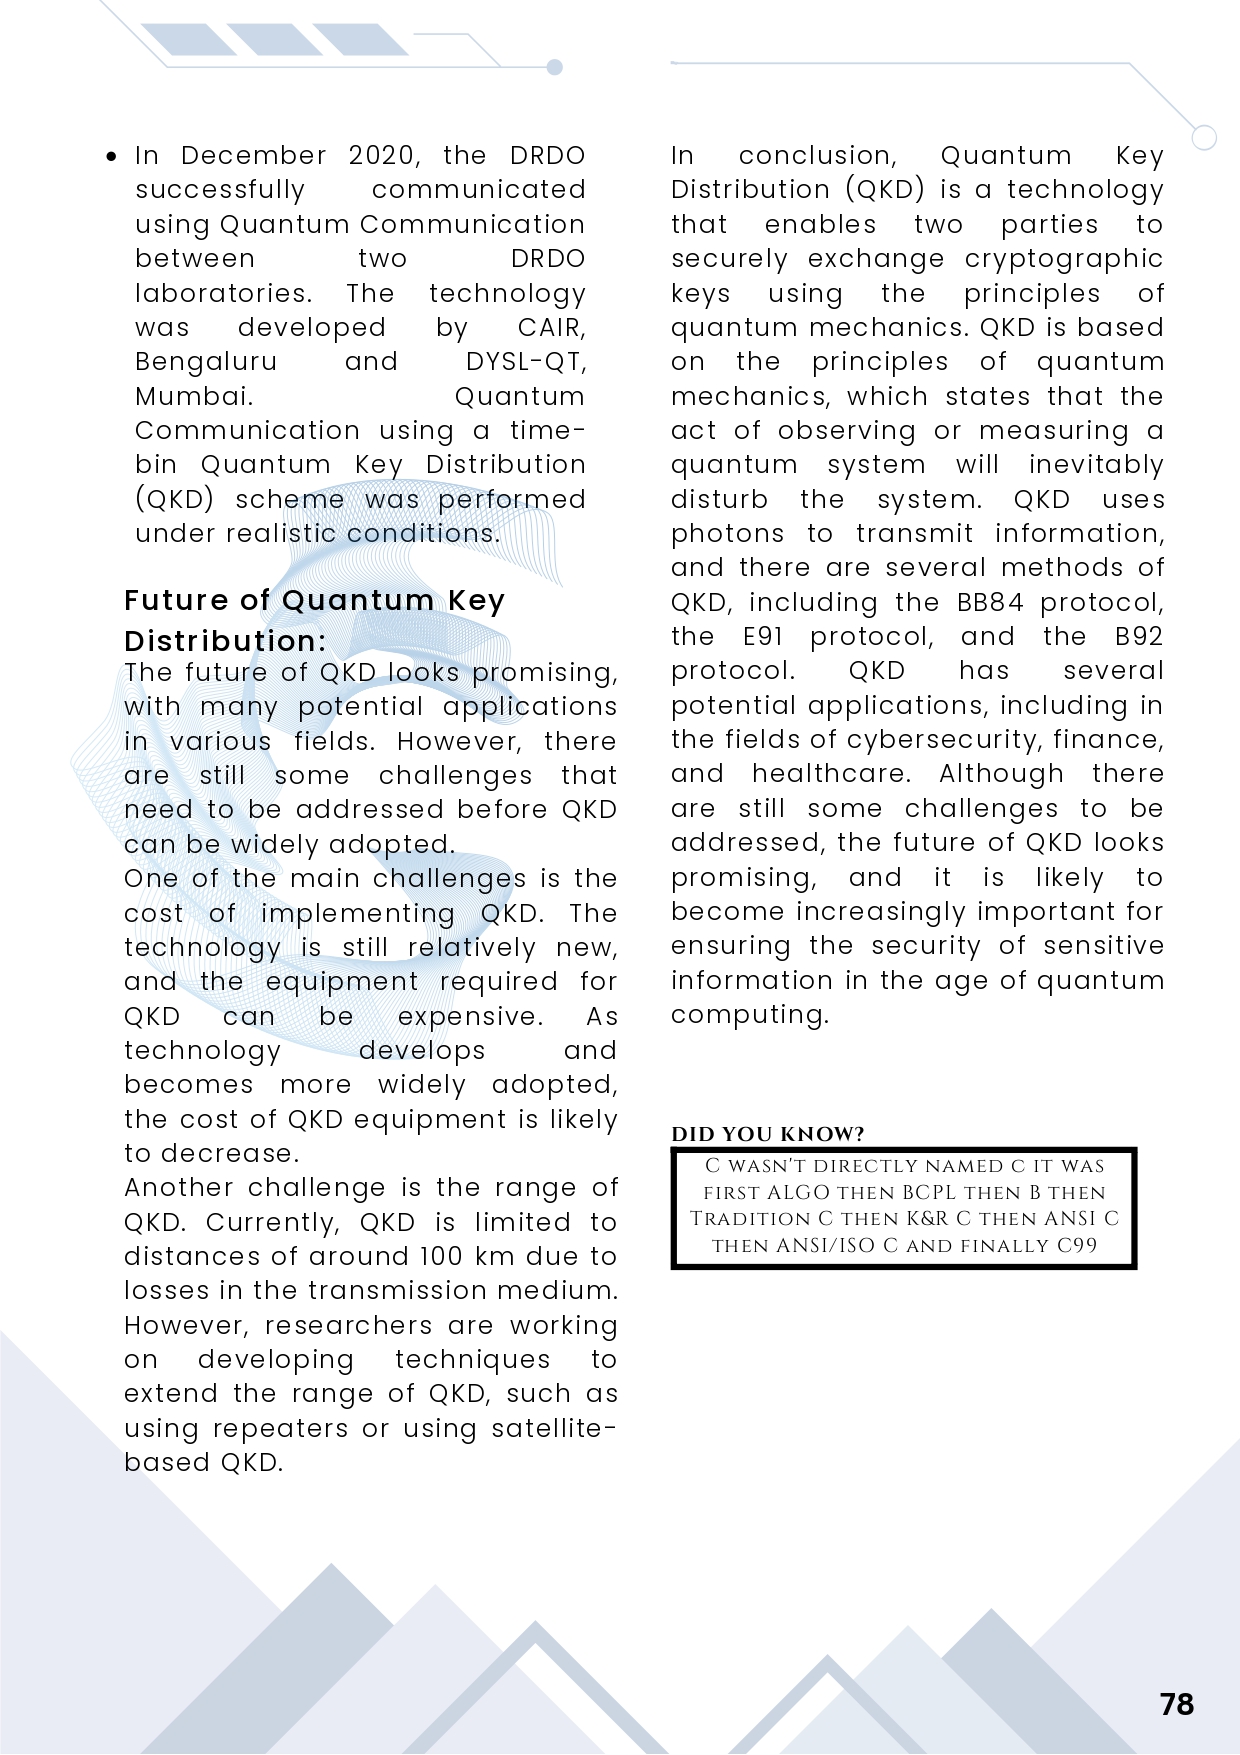 • In December 2020, the DRDO
successfully communicated
using Quantum Communication
between two DRDO
laboratories. The technology
was developed by CAIR,
Bengaluru and DYSL-QT,
Mumbai. Quantum
Communication using a time-
bin Quantum Key Distribution
(QKD) scheme was performed
under realistic conditions.
Future of Quantum Key
Distribution:
The future of QKD looks promising,
with many potential applications
in various fields. However, there
are still some challenges that
need to be addressed before QKD
can be widely adopted.
One of the main challenges is the
cost of implementing QKD. The
technology is still relatively new,
and the equipment required for
QKD can be expensive. As
technology develops and
becomes more widely adopted,
the cost of QKD equipment is likely
to decrease.
Another challenge is the range of
QKD. Currently, QKD is limited to
distances of around 100 km due to
losses in the transmission medium.
However, researchers are working
on developing techniques to
extend the range of QKD, such as
using repeaters or using satellite-
based QKD.
In conclusion, Quantum Key
Distribution (QKD) is a technology
that enables two parties to
securely exchange cryptographic
keys using the principles of
quantum mechanics. QKD is based
on the principles of quantum
mechanics, which states that the
act of observing or measuring a
quantum system will inevitably
disturb the system. QKD uses
photons to transmit information,
and there are several methods of
QKD, including the BB84 protocol,
the E91 protocol, and the B92
protocol. QKD has several
potential applications, including in
the fields of cybersecurity, finance,
and healthcare. Although there
are still some challenges to be
addressed, the future of QKD looks
promising, and it is likely to
become increasingly important for
ensuring the security of sensitive
information in the age of quantum
computing.
DID YOU KNOW?
C wasn't directly named c it was
first ALGO then BCPL then B then
Tradition C then K&R C then ANSI C
then ANSI/ISO C and finally C99
78